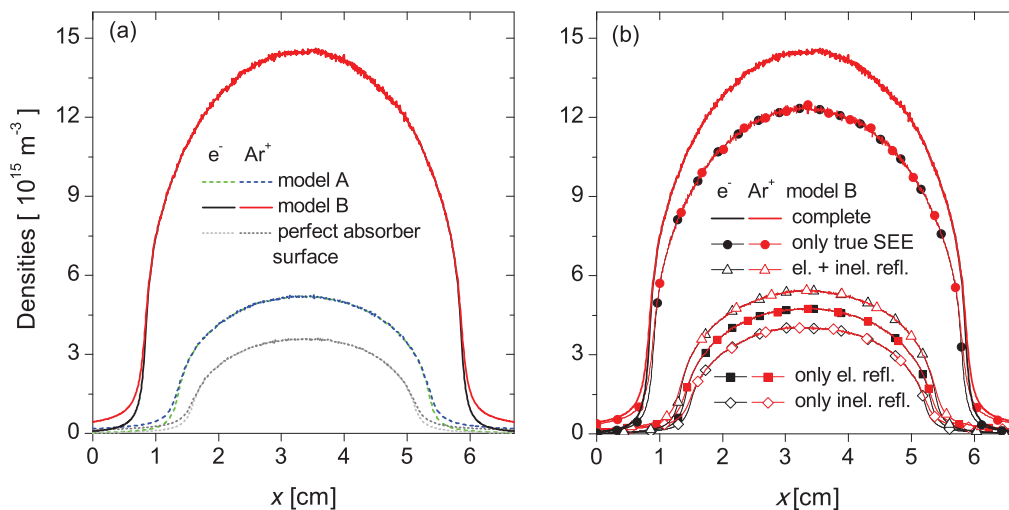 (a)
15
12
9
6
3
0
Densities [ 10¹⁵ m⁻³ ]
e⁻ Ar⁺
model A
model B
perfect absorber
surface
0 1 2 3 4 5 6
x [cm]
(b)
15
12
9
6
3
0
e⁻ Ar⁺ model B
complete
only true SEE
el. + inel. refl.
only el. refl.
only inel. refl.
0 1 2 3 4 5 6
x [cm]